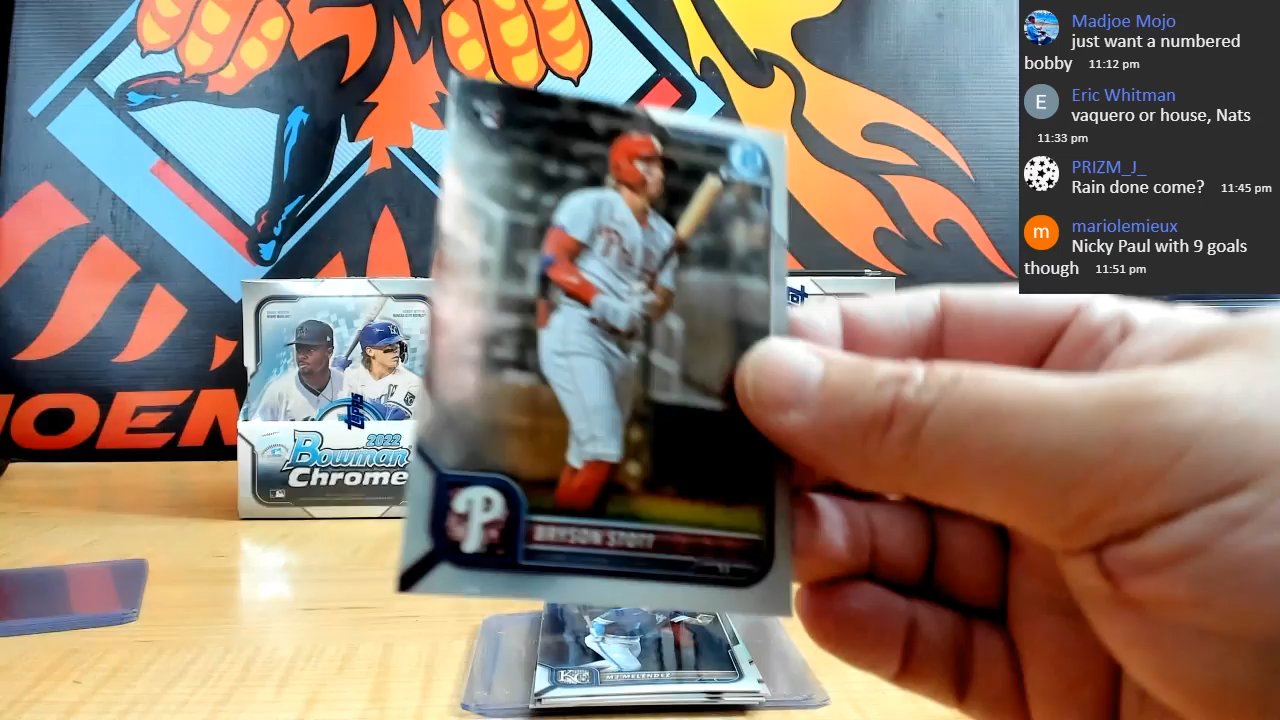 Madjoe Mojo
just want a numbered
bobby 11:12 pm
Eric Whitman
vaquero or house, Nats
11:33 pm
PRIZM_J_
Rain done come? 11:45 pm
mariolemieux
Nicky Paul with 9 goals
though 11:51 pm
E
m
TOPPS
2022
Bowman
Chrome
P
BRYSON STOTT
KC
MJ MELENDEZ